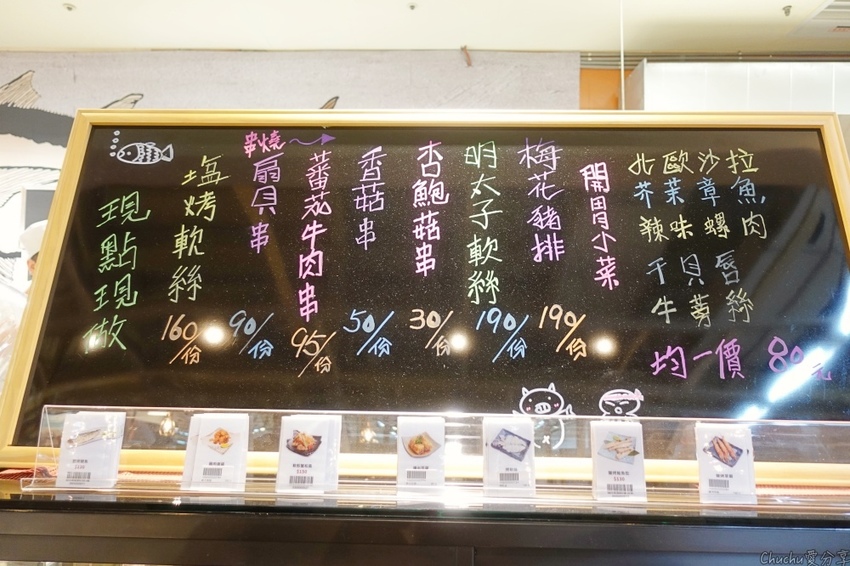 現點現做
塩烤軟絲
160/份
串燒
扇貝串
90/份
蕃茄牛肉串
95/份
香菇串
50/份
杏鮑菇串
30/份
明太子軟絲
190/份
梅花豬排
190/份
開胃小菜
北歐沙拉
芥茉章魚
辣味螺肉
干貝唇
牛蒡絲
均一價 80元
Chuchu愛分享